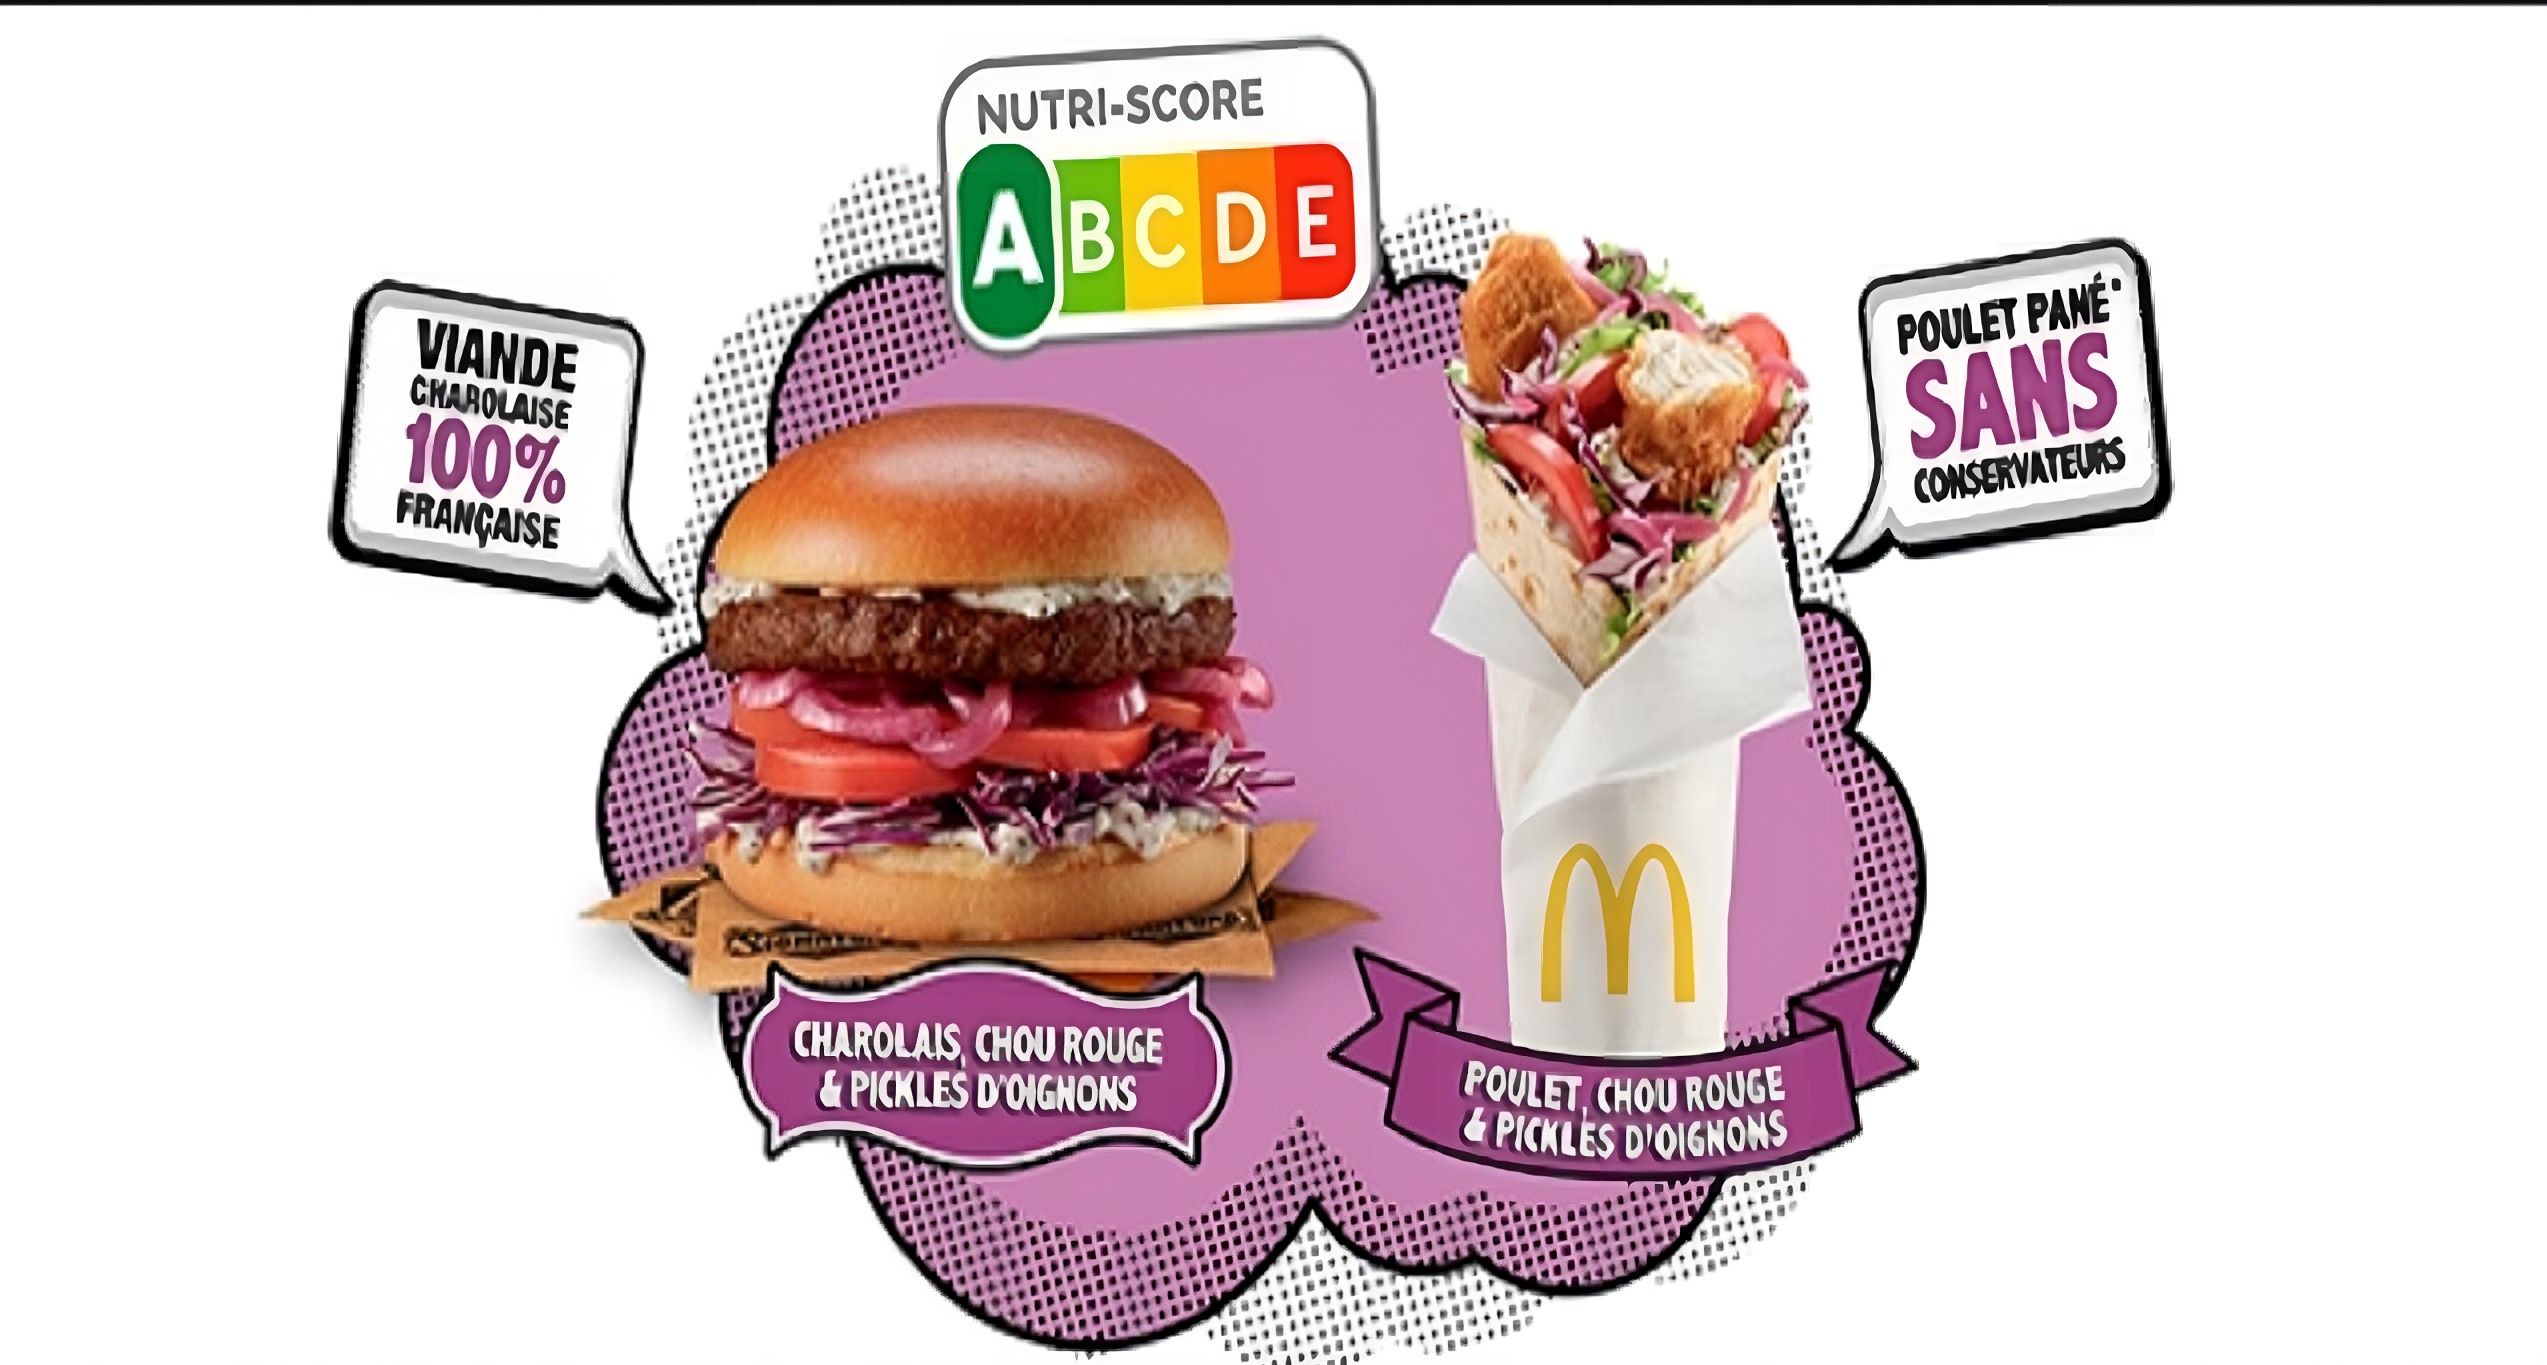 NUTRI-SCORE
A B C D E
VIANDE
CHAROLAISE
100%
FRANÇAISE
POULET PANÉ*
SANS
CONSERVATEURS
CHAROLAIS, CHOU ROUGE
& PICKLES D'OIGNONS
POULET, CHOU ROUGE
& PICKLES D'OIGNONS